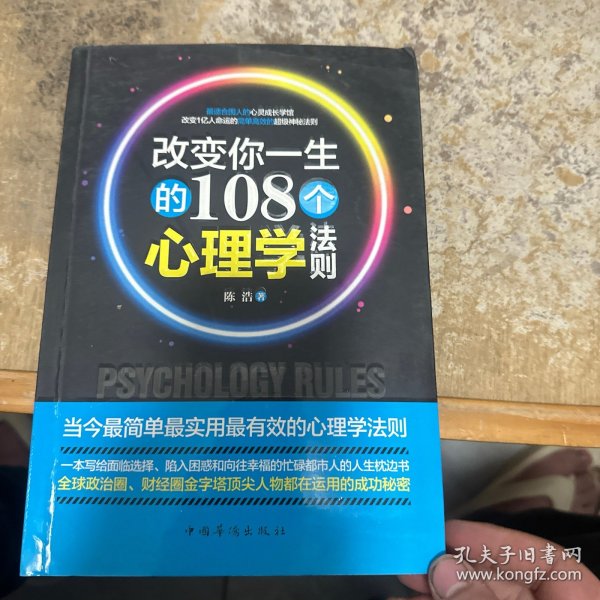 最适合国人的心灵成长学馆
改变1亿人命运的简单高效的超级神秘法则
改变你一生
的108个
心理学法则
陈浩 著
PSYCHOLOGY RULES
当今最简单最实用最有效的心理学法则
一本写给面临选择、陷入困惑和向往幸福的忙碌都市人的人生枕边书
全球政治圈、财经圈金字塔顶尖人物都在运用的成功秘密
中国华侨出版社
孔夫子旧书网
www.kongfz.com